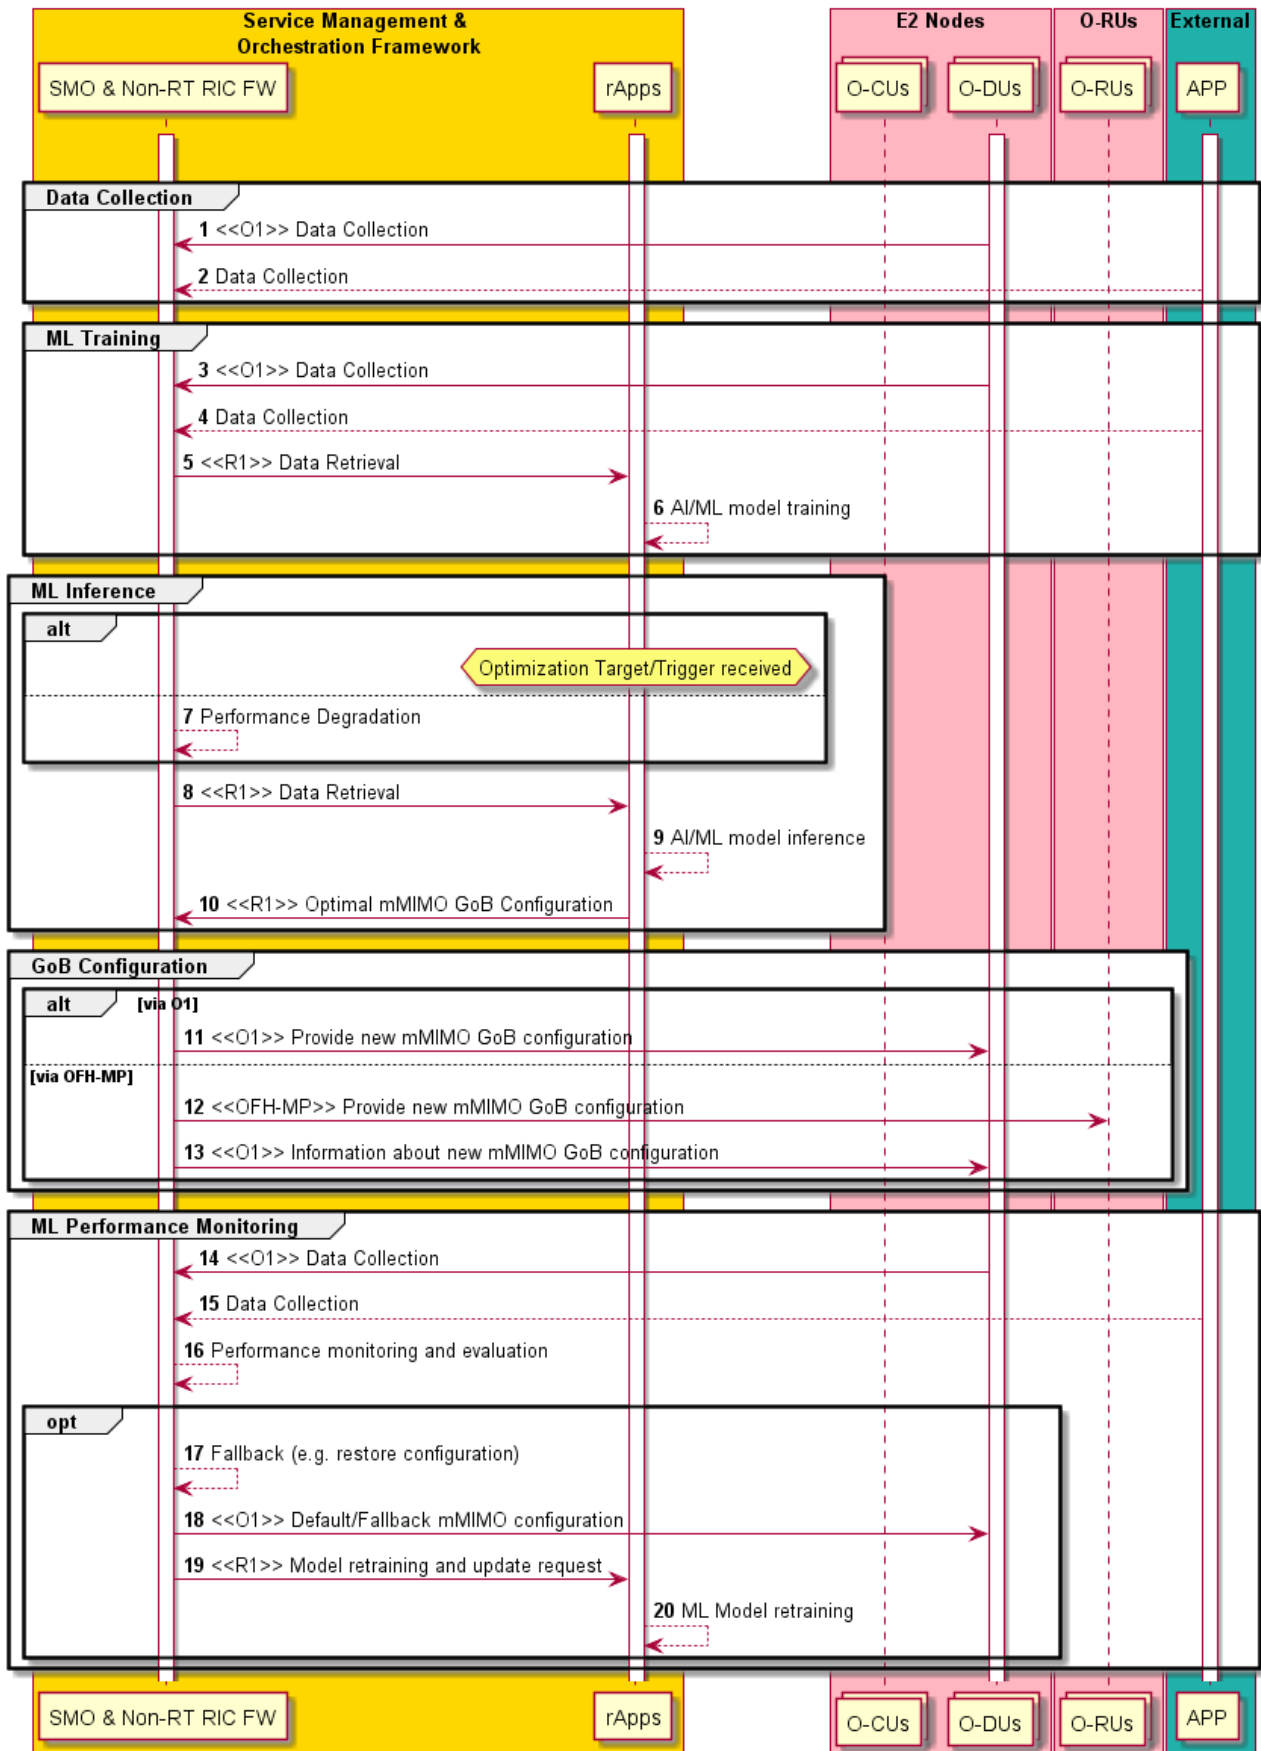 Service Management &
Orchestration Framework
E2 Nodes
O-RUs
External
SMO & Non-RT RIC FW
rApps
O-CUs
O-DUs
O-RUs
APP
Data Collection
1 <<O1>> Data Collection
2 Data Collection
ML Training
3 <<O1>> Data Collection
4 Data Collection
5 <<R1>> Data Retrieval
6 AI/ML model training
ML Inference
alt
Optimization Target/Trigger received
7 Performance Degradation
8 <<R1>> Data Retrieval
9 AI/ML model inference
10 <<R1>> Optimal mMIMO GoB Configuration
GoB Configuration
alt [via O1]
11 <<O1>> Provide new mMIMO GoB configuration
[via OFH-MP]
12 <<OFH-MP>> Provide new mMIMO GoB configuration
13 <<O1>> Information about new mMIMO GoB configuration
ML Performance Monitoring
14 <<O1>> Data Collection
15 Data Collection
16 Performance monitoring and evaluation
opt
17 Fallback (e.g. restore configuration)
18 <<O1>> Default/Fallback mMIMO configuration
19 <<R1>> Model retraining and update request
20 ML Model retraining
SMO & Non-RT RIC FW
rApps
O-CUs
O-DUs
O-RUs
APP